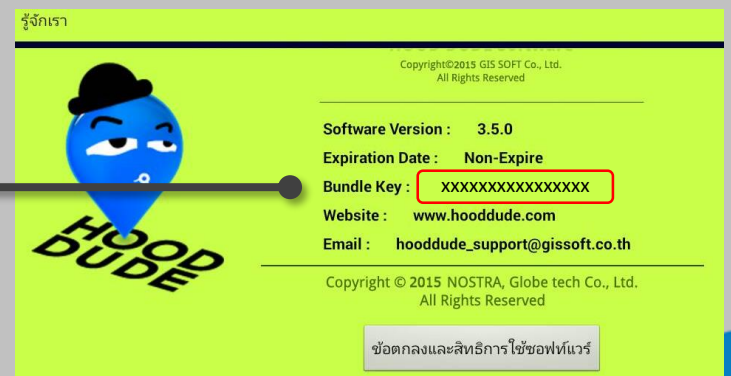 รู้จักเรา
Copyright©2015 GIS SOFT Co., Ltd.
All Rights Reserved
Software Version : 3.5.0
Expiration Date : Non-Expire
Bundle Key : XXXXXXXXXXXXXXXX
Website : www.hooddude.com
Email : hooddude_support@gissoft.co.th
HOOD
DUDE
Copyright © 2015 NOSTRA, Globe tech Co., Ltd.
All Rights Reserved
ข้อตกลงและสิทธิการใช้ซอฟท์แวร์